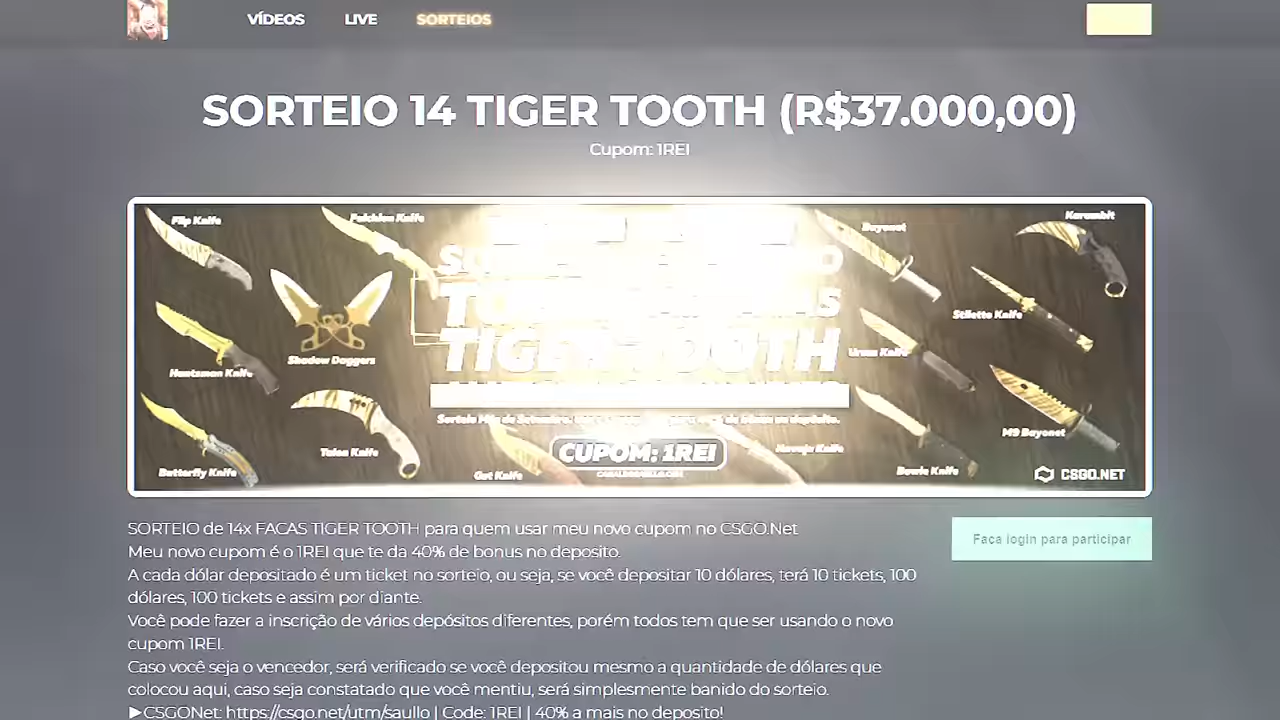 VÍDEOS LIVE SORTEIOS
SORTEIO 14 TIGER TOOTH (R$37.000,00)
Cupom: 1REI
Flip Knife
Falchion Knife
Bayonet
Karambit
Shadow Daggers
Stiletto Knife
Huntsman Knife
Ursus Knife
TIGER TOOTH
Talon Knife
M9 Bayonet
Butterfly Knife
Gut Knife
CUPOM: 1REI
Navaja Knife
Bowie Knife
CSGO.NET
SORTEIO de 14x FACAS TIGER TOOTH para quem usar meu novo cupom no CSGO.Net
Meu novo cupom é o 1REI que te da 40% de bonus no deposito.
A cada dólar depositado é um ticket no sorteio, ou seja, se você depositar 10 dólares, terá 10 tickets, 100
dólares, 100 tickets e assim por diante.
Você pode fazer a inscrição de vários depósitos diferentes, porém todos tem que ser usando o novo
cupom 1REI.
Caso você seja o vencedor, será verificado se você depositou mesmo a quantidade de dólares que
colocou aqui, caso seja constatado que você mentiu, será simplesmente banido do sorteio.
►CSGONet: https://csgo.net/utm/saullo | Code: 1REI | 40% a mais no deposito!
Faça login para participar